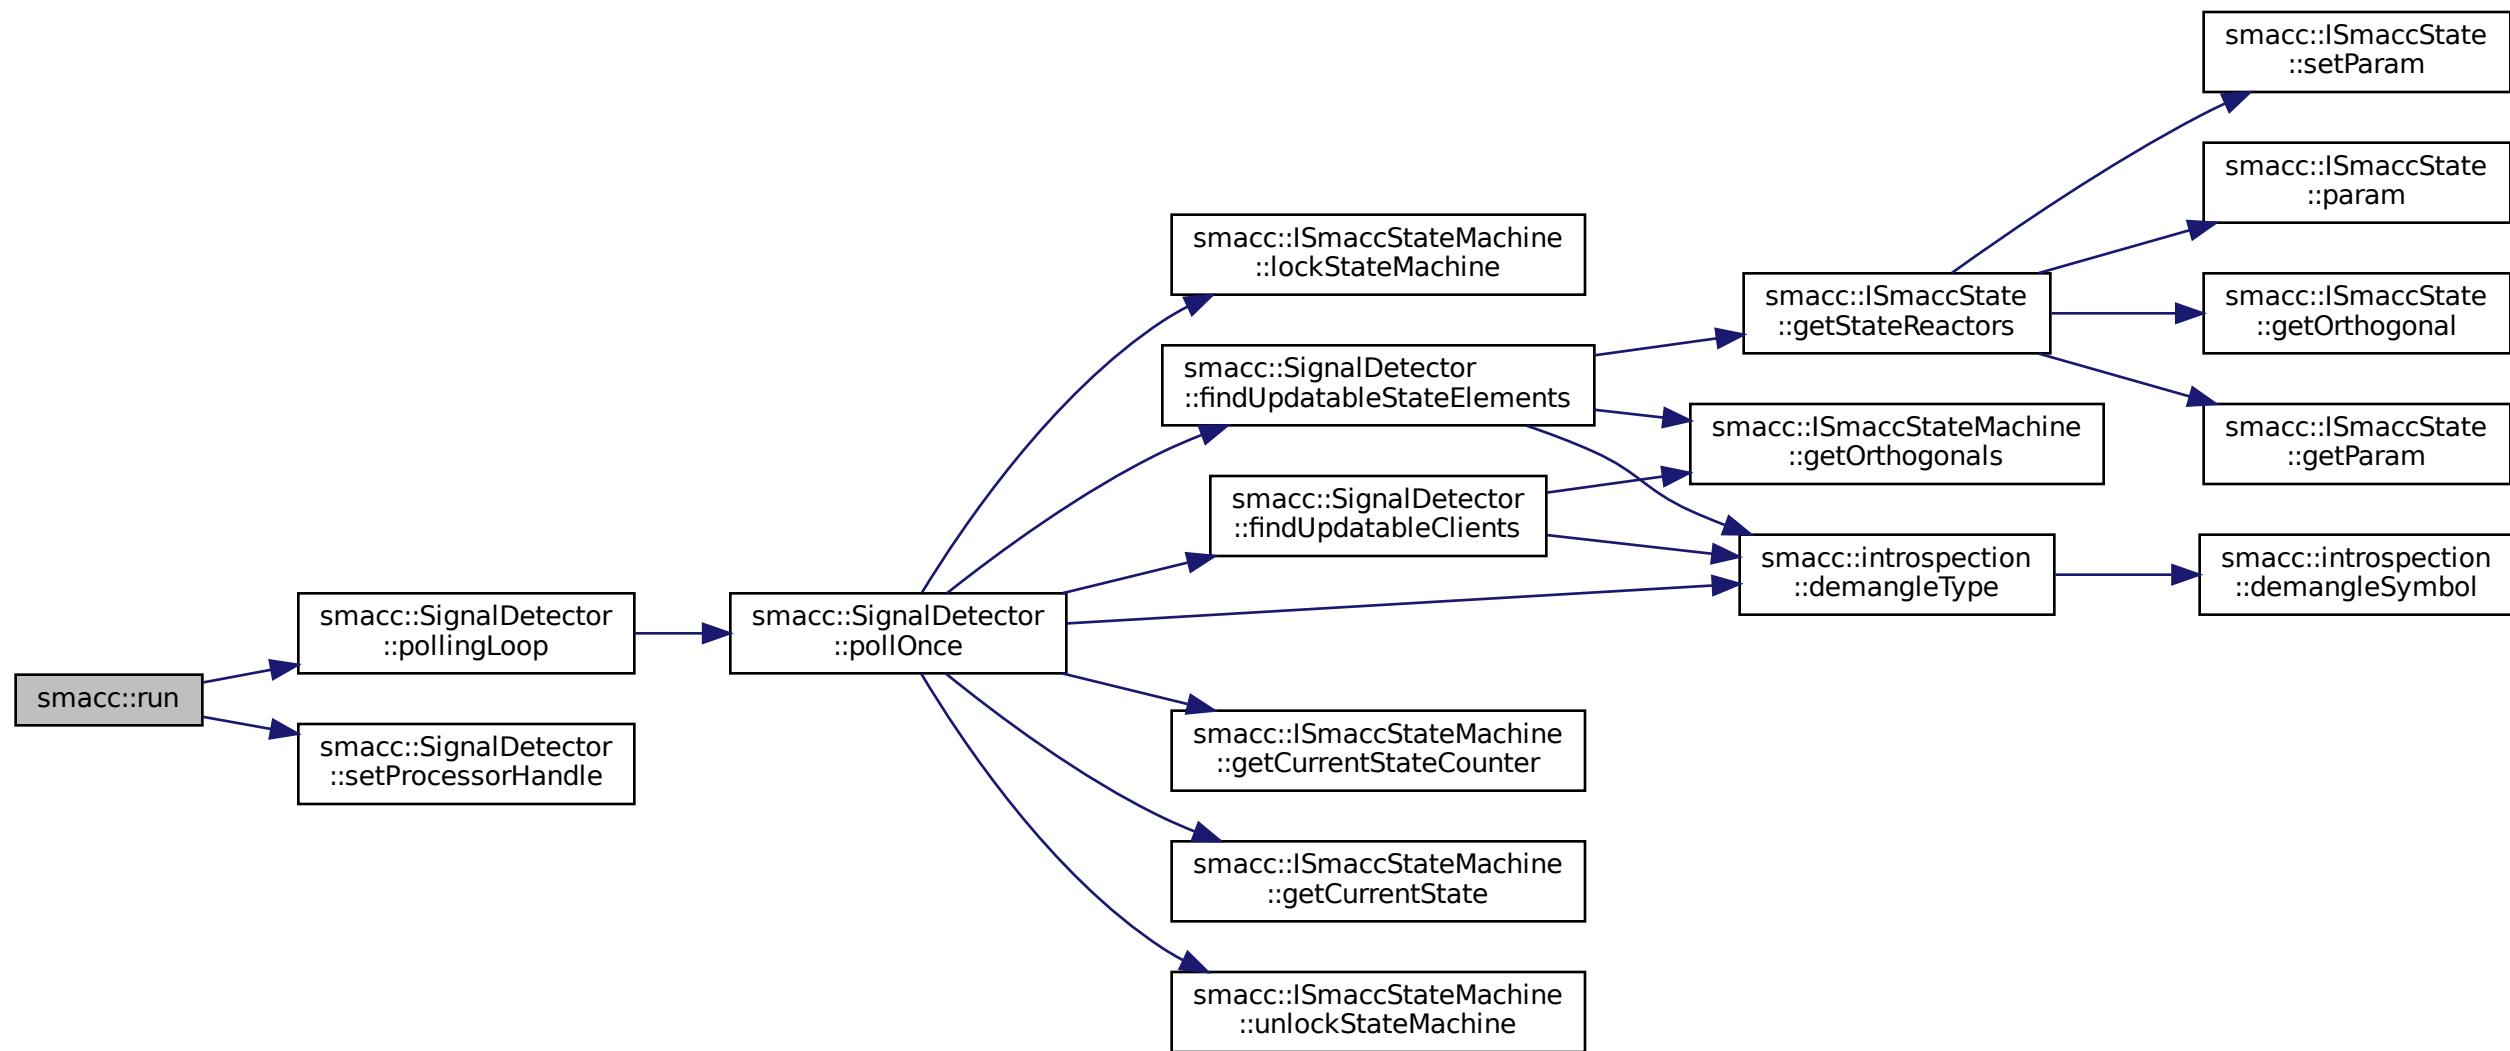 smacc::run
smacc::SignalDetector
::pollingLoop
smacc::SignalDetector
::setProcessorHandle
smacc::SignalDetector
::pollOnce
smacc::ISmaccStateMachine
::lockStateMachine
smacc::SignalDetector
::findUpdatableStateElements
smacc::SignalDetector
::findUpdatableClients
smacc::ISmaccStateMachine
::getCurrentStateCounter
smacc::ISmaccStateMachine
::getCurrentState
smacc::ISmaccStateMachine
::unlockStateMachine
smacc::ISmaccState
::getStateReactors
smacc::ISmaccStateMachine
::getOrthogonals
smacc::introspection
::demangleType
smacc::ISmaccState
::setParam
smacc::ISmaccState
::param
smacc::ISmaccState
::getOrthogonal
smacc::ISmaccState
::getParam
smacc::introspection
::demangleSymbol